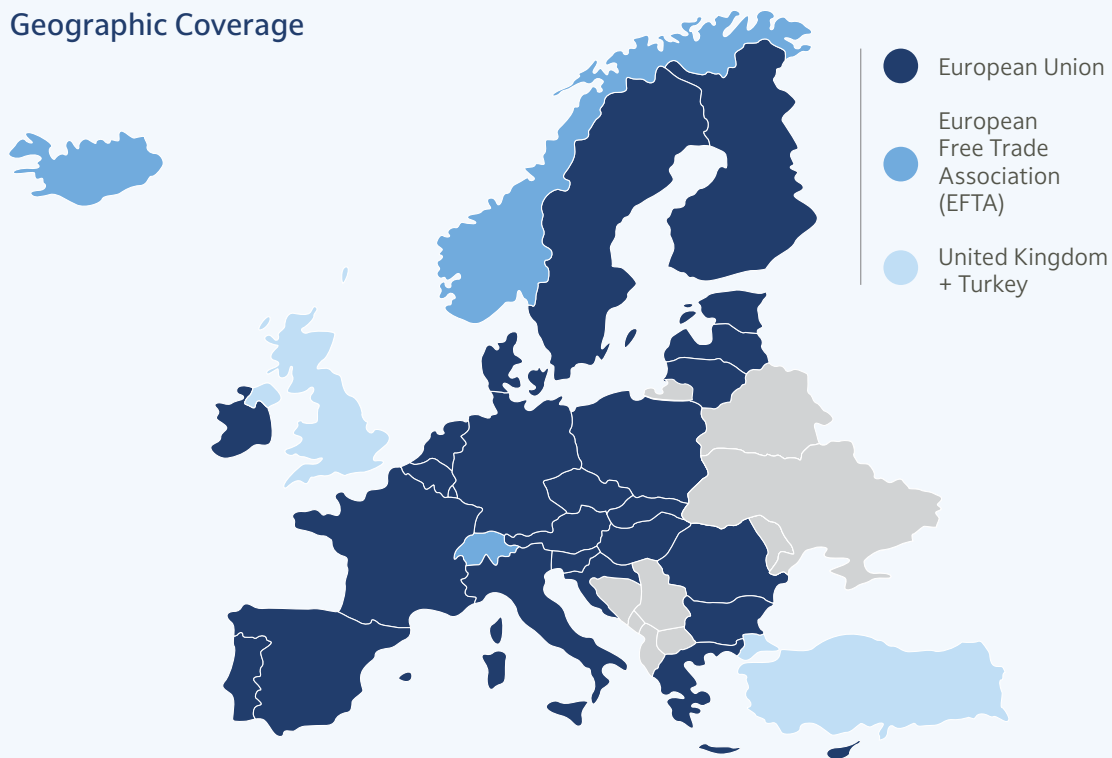 Geographic Coverage
European Union
European
Free Trade
Association
(EFTA)
United Kingdom
+ Turkey